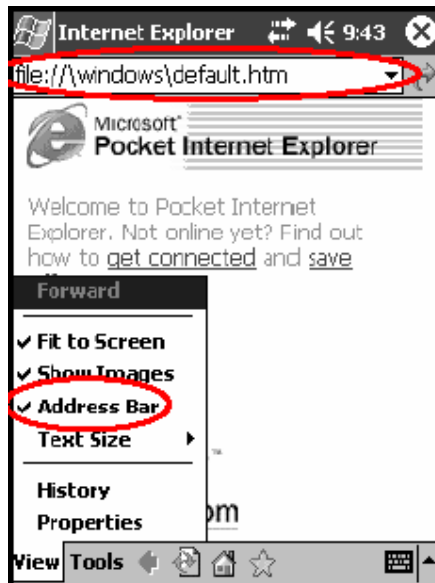 Internet Explorer 9:43
file://\windows\default.htm
Microsoft®
Pocket Internet Explorer
Welcome to Pocket Internet
Explorer. Not online yet? Find out
how to get connected and save
Forward
Fit to Screen
Show Images
Address Bar
Text Size
™
History
Properties
om
View Tools